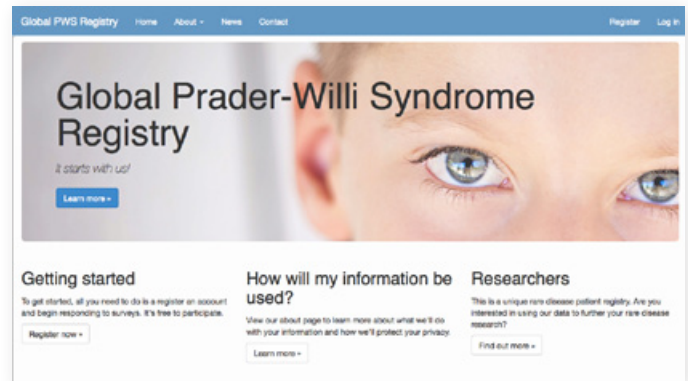 Global PWS Registry Home About News Contact Register Log in
Global Prader-Willi Syndrome
Registry
It starts with us!
Learn more »
Getting started
To get started, all you need to do is a register an account
and begin responding to surveys. It's free to participate.
Register now »
How will my information be
used?
View our about page to learn more about what we'll do
with your information and how we'll protect your privacy.
Learn more »
Researchers
This is a unique rare disease patient registry. Are you
interested in using our data to further your rare disease
research?
Find out more »